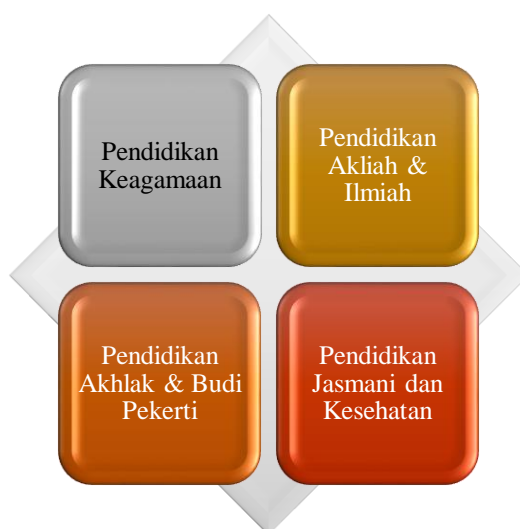 Pendidikan
Keagamaan
Pendidikan
Akliah &
Ilmiah
Pendidikan
Akhlak & Budi
Pekerti
Pendidikan
Jasmani dan
Kesehatan